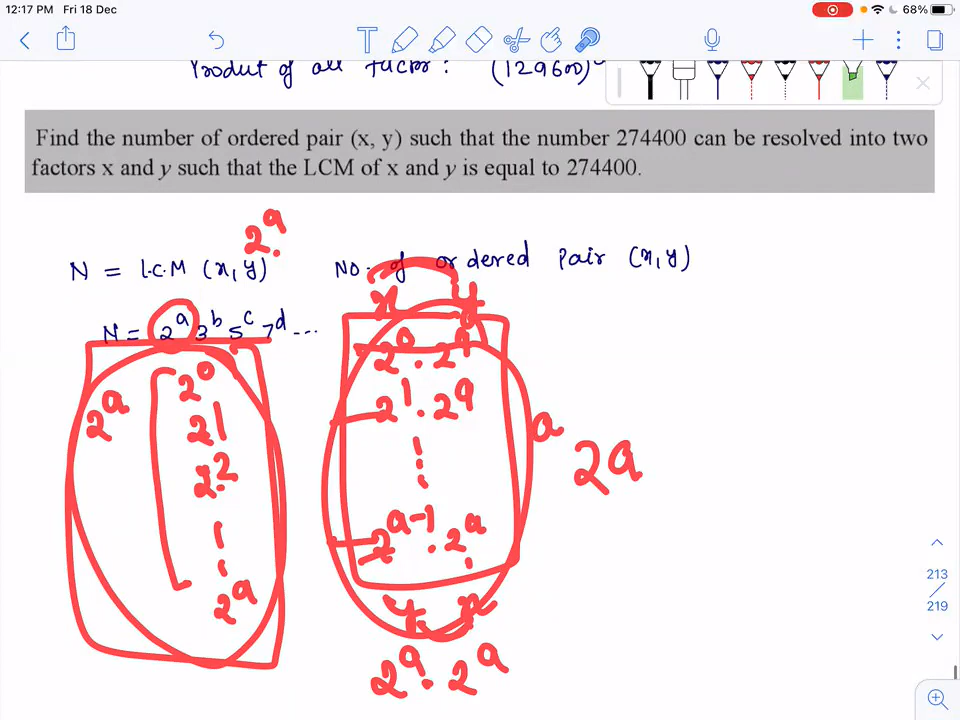 12:17 PM Fri 18 Dec
68%
Product of all factor : (129600)
Find the number of ordered pair (x, y) such that the number 274400 can be resolved into two
factors x and y such that the LCM of x and y is equal to 274400.
2^a
N = L.C.M (x, y) No. of ordered pair (x, y)
x y
N = 2^a 3^b 5^c 7^d ...
2^0 . 2^a
2^a 2^0
2^1 . 2^a
2^1
a
2^2
2a
2^a-1 . 2^a
2^a
y x
2^a . 2^a
213
219